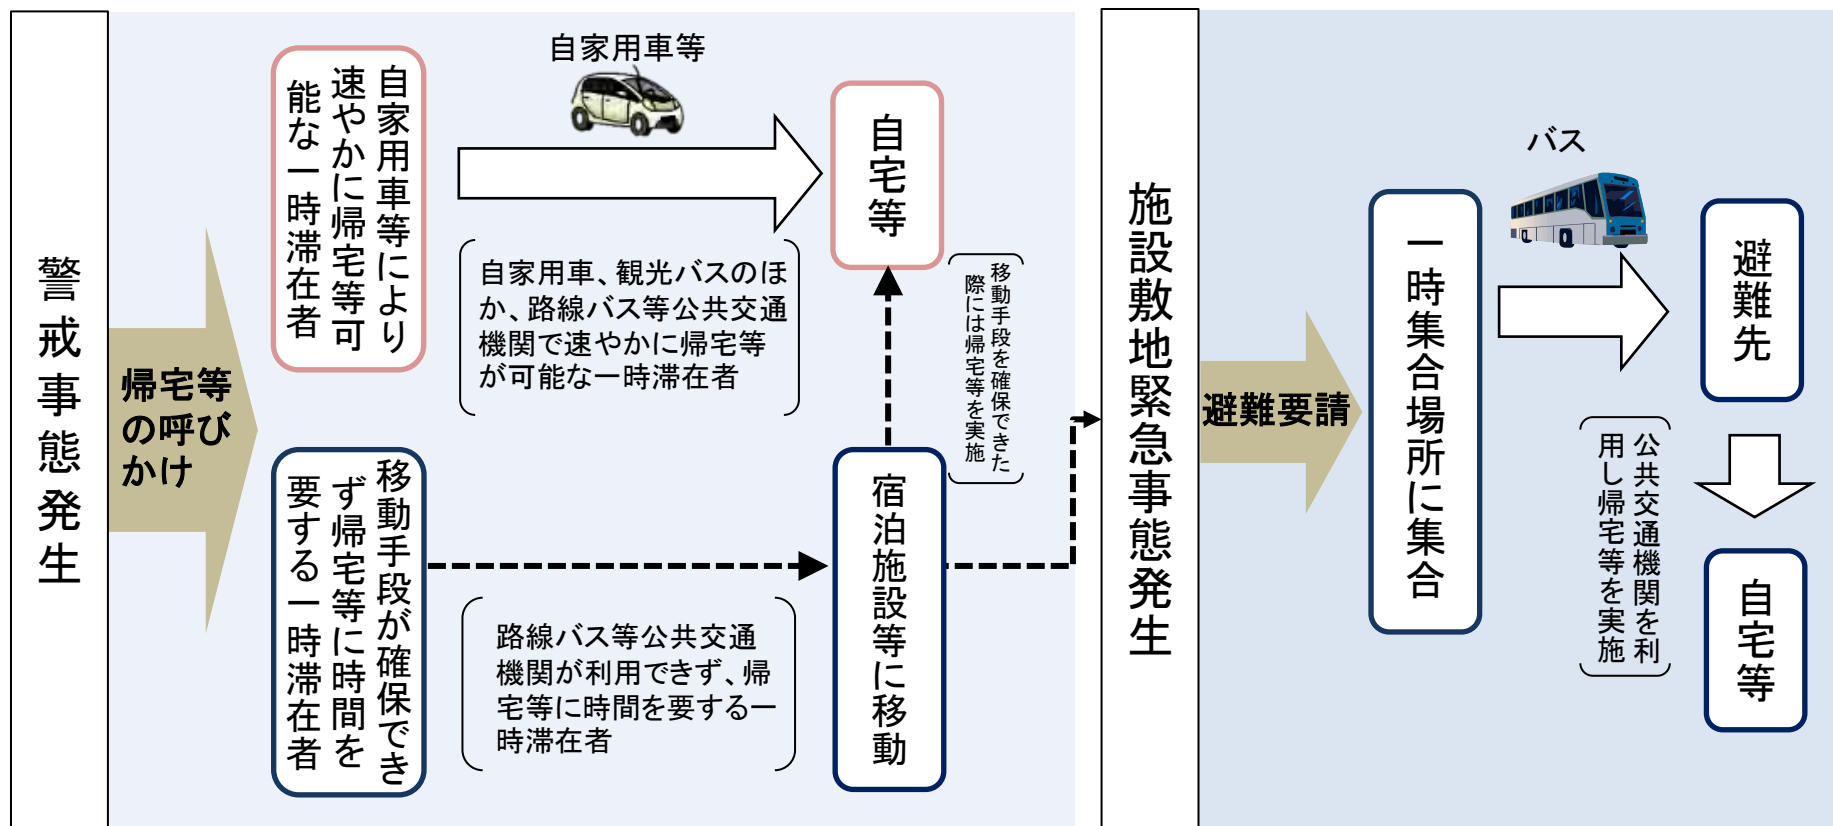 警戒事態発生
帰宅等
の呼び
かけ
自家用車等により
速やかに帰宅等可
能な一時滞在者
自家用車等
自宅等
自家用車、観光バスのほ
か、路線バス等公共交通
機関で速やかに帰宅等
が可能な一時滞在者
移動手段を確保できた
際には帰宅等を実施
移動手段が確保でき
ず帰宅等に時間を
要する一時滞在者
路線バス等公共交通
機関が利用できず、帰
宅等に時間を要する一
時滞在者
宿泊施設等に移動
施設敷地緊急事態発生
避難要請
一時集合場所に集合
バス
避難先
公共交通機関を利
用し帰宅等を実施
自宅等